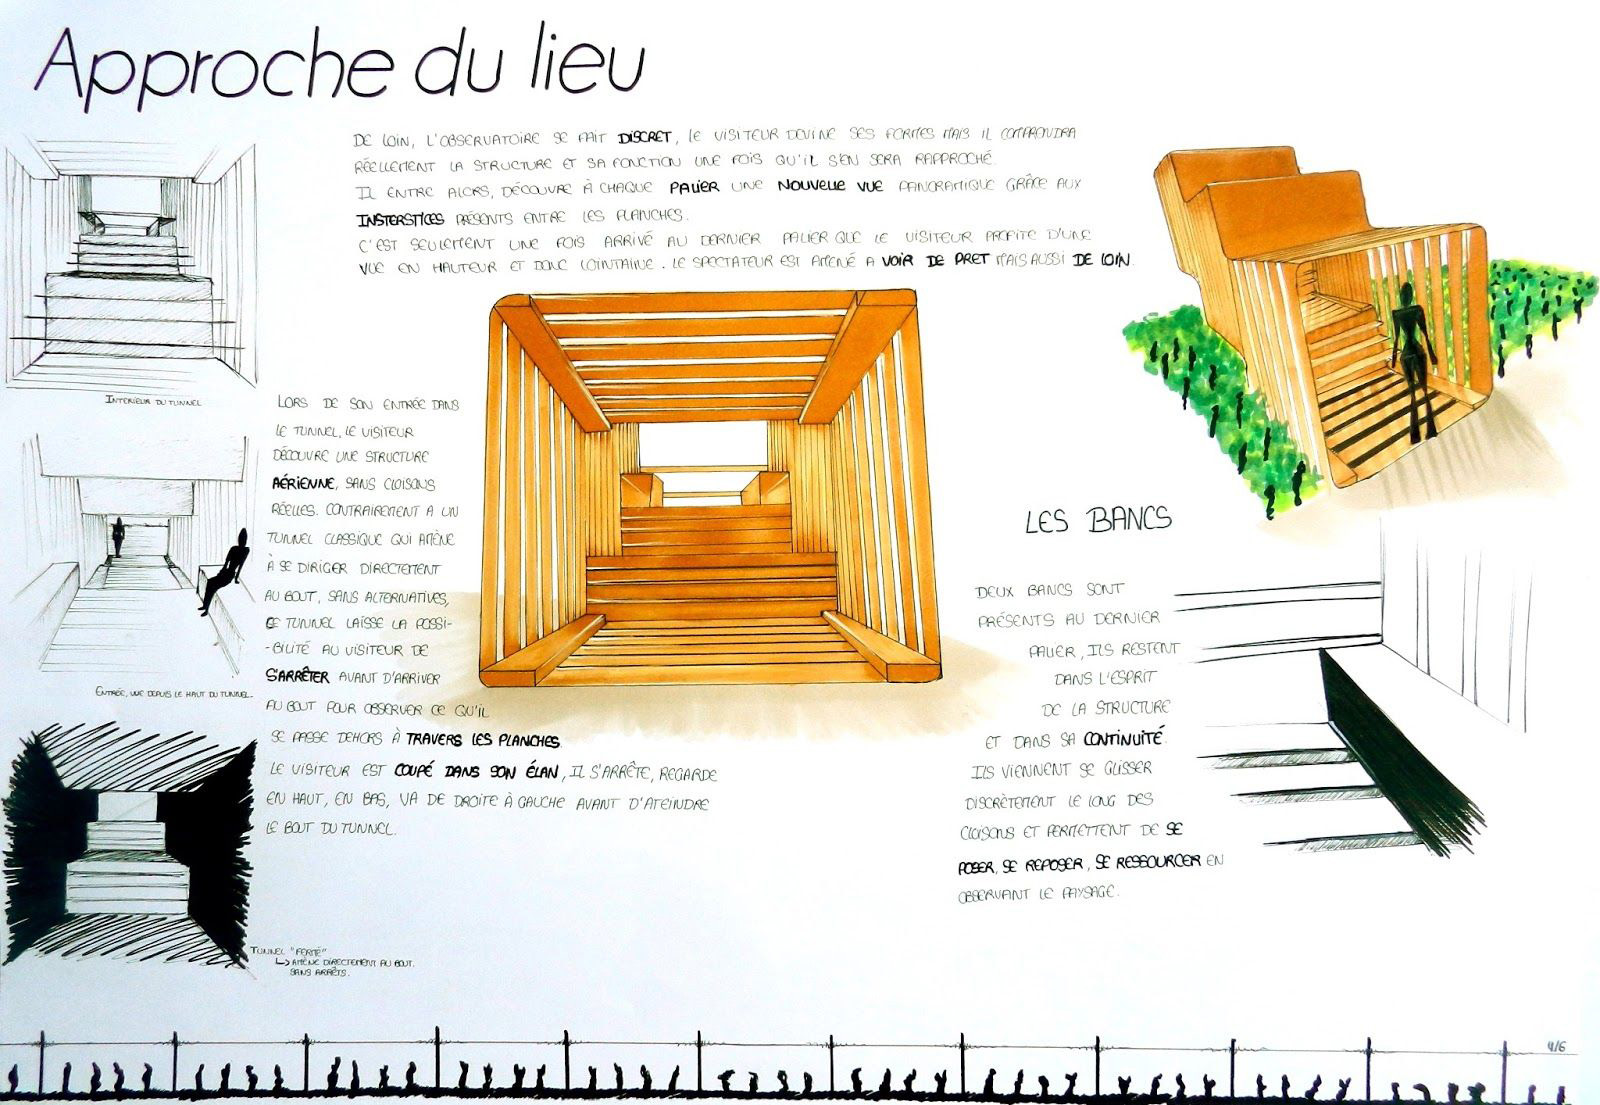 Approche du lieu
DE LOIN, L'OBSERVATOIRE SE FAIT DISCRET, LE VISITEUR DEVINE SES FORMES MAIS IL COMPRENDRA
RÉELLEMENT LA STRUCTURE ET SA FONCTION UNE FOIS QU'IL S'EN SERA RAPPROCHÉ.
IL ENTRE ALORS, DÉCOUVRE À CHAQUE PALIER UNE NOUVELLE VUE PANORAMIQUE GRÂCE AUX
INSTERSTICES PRÉSENTS ENTRE LES PLANCHES.
C'EST SEULEMENT UNE FOIS ARRIVÉ AU DERNIER PALIER QUE LE VISITEUR PROFITE D'UNE
VUE EN HAUTEUR ET DONC LOINTAINE. LE SPECTATEUR EST AMENÉ A VOIR DE PRET MAIS AUSSI DE LOIN.
INTERIEUR DU TUNNEL
LORS DE SON ENTRÉE DANS
LE TUNNEL, LE VISITEUR
DÉCOUVRE UNE STRUCTURE
AÉRIENNE, SANS CLOISONS
RÉELLES. CONTRAIREMENT A UN
TUNNEL CLASSIQUE QUI AMÈNE
À SE DIRIGER DIRECTEMENT
AU BOUT, SANS ALTERNATIVES,
CE TUNNEL LAISSE LA POSSI-
-BILITÉ AU VISITEUR DE
S'ARRÊTER AVANT D'ARRIVER
AU BOUT POUR OBSERVER CE QU'IL
SE PASSE DEHORS À TRAVERS LES PLANCHES.
LE VISITEUR EST COUPÉ DANS SON ÉLAN, IL S'ARRÊTE, REGARDE
EN HAUT, EN BAS, VA DE DROITE À GAUCHE AVANT D'ATEINDRE
LE BOUT DU TUNNEL.
ENTRÉE, VUE DEPUIS LE HAUT DU TUNNEL.
TUNNEL "FERMÉ"
↳ AMÈNE DIRECTEMENT AU BOUT.
SANS ARRÊTS.
LES BANCS
DEUX BANCS SONT
PRÉSENTS AU DERNIER
PALIER, ILS RESTENT
DANS L'ESPRIT
DE LA STRUCTURE
ET DANS SA CONTINUITÉ.
ILS VIENNENT SE GLISSER
DISCRÈTEMENT LE LONG DES
CLOISONS ET PERMETTENT DE SE
POSER, SE REPOSER, SE RESSOURCER EN
OBSERVANT LE PAYSAGE.
4/6